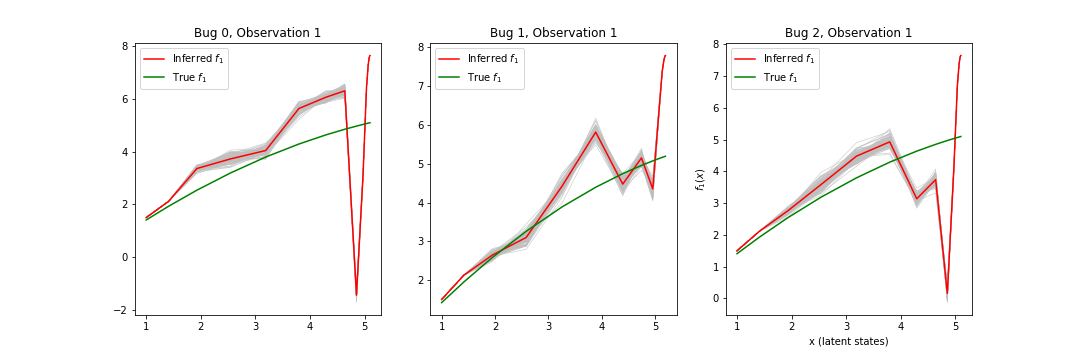 Bug 0, Observation 1
Inferred f₁
True f₁
8
6
4
2
0
−2
1 2 3 4 5
Bug 1, Observation 1
Inferred f₁
True f₁
8
7
6
5
4
3
2
1 2 3 4 5
Bug 2, Observation 1
Inferred f₁
True f₁
f₁(x)
8
7
6
5
4
3
2
1
0
1 2 3 4 5
x (latent states)